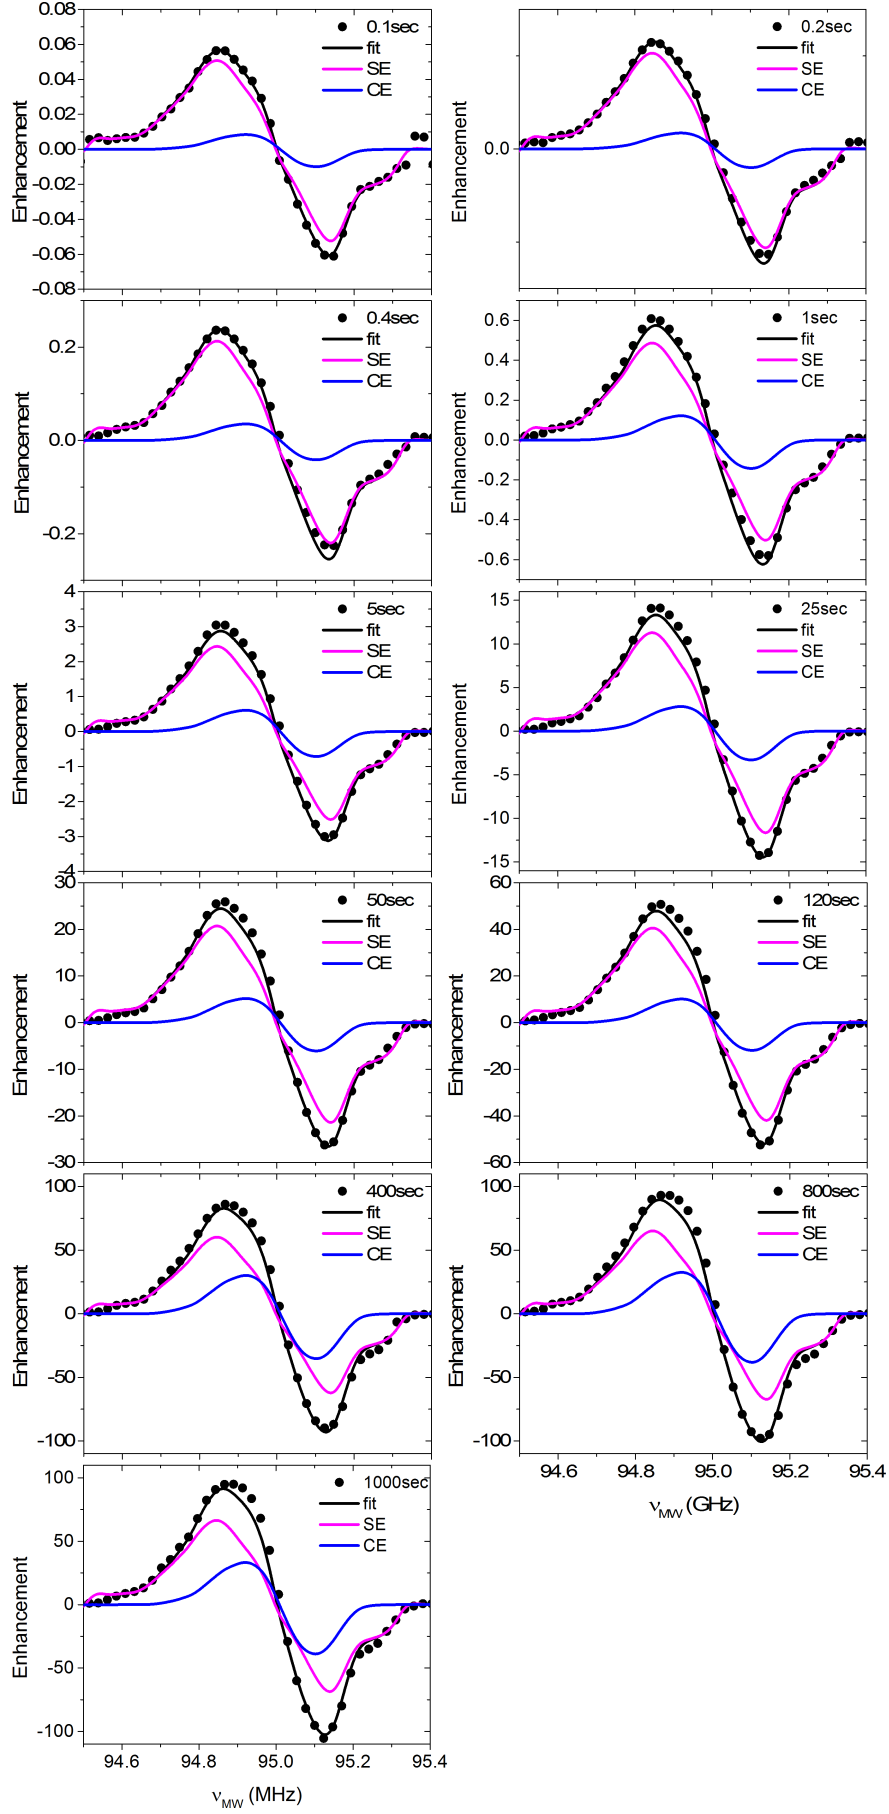 0.08
0.06
0.04
0.02
0.00
-0.02
-0.04
-0.06
-0.08
Enhancement
0.1sec
fit
SE
CE
0.0
Enhancement
0.2sec
fit
SE
CE
0.2
0.0
-0.2
Enhancement
0.4sec
fit
SE
CE
0.6
0.4
0.2
0.0
-0.2
-0.4
-0.6
Enhancement
1sec
fit
SE
CE
4
3
2
1
0
-1
-2
-3
-4
Enhancement
5sec
fit
SE
CE
15
10
5
0
-5
-10
-15
Enhancement
25sec
fit
SE
CE
30
20
10
0
-10
-20
-30
Enhancement
50sec
fit
SE
CE
60
40
20
0
-20
-40
-60
Enhancement
120sec
fit
SE
CE
100
50
0
-50
-100
Enhancement
400sec
fit
SE
CE
100
50
0
-50
-100
Enhancement
800sec
fit
SE
CE
94.6 94.8 95.0 95.2 95.4
νMW (GHz)
100
50
0
-50
-100
Enhancement
1000sec
fit
SE
CE
94.6 94.8 95.0 95.2 95.4
νMW (MHz)